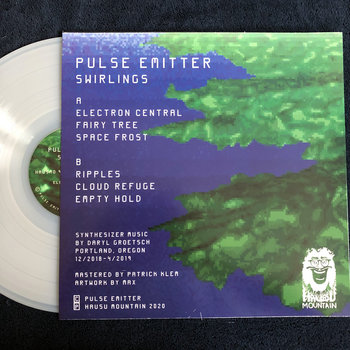 PULSE EMITTER
SWIRLINGS
A
ELECTRON CENTRAL
FAIRY TREE
SPACE FROST
B
RIPPLES
CLOUD REFUGE
EMPTY HOLD
SYNTHESIZER MUSIC
BY DARYL GROETSCH
PORTLAND, OREGON
12/2018-4/2019
MASTERED BY PATRICK KLEM
ARTWORK BY MAX
PULSE EMITTER
HAUSU MOUNTAIN 2020
HAUSU
MOUNTAIN
PULSE